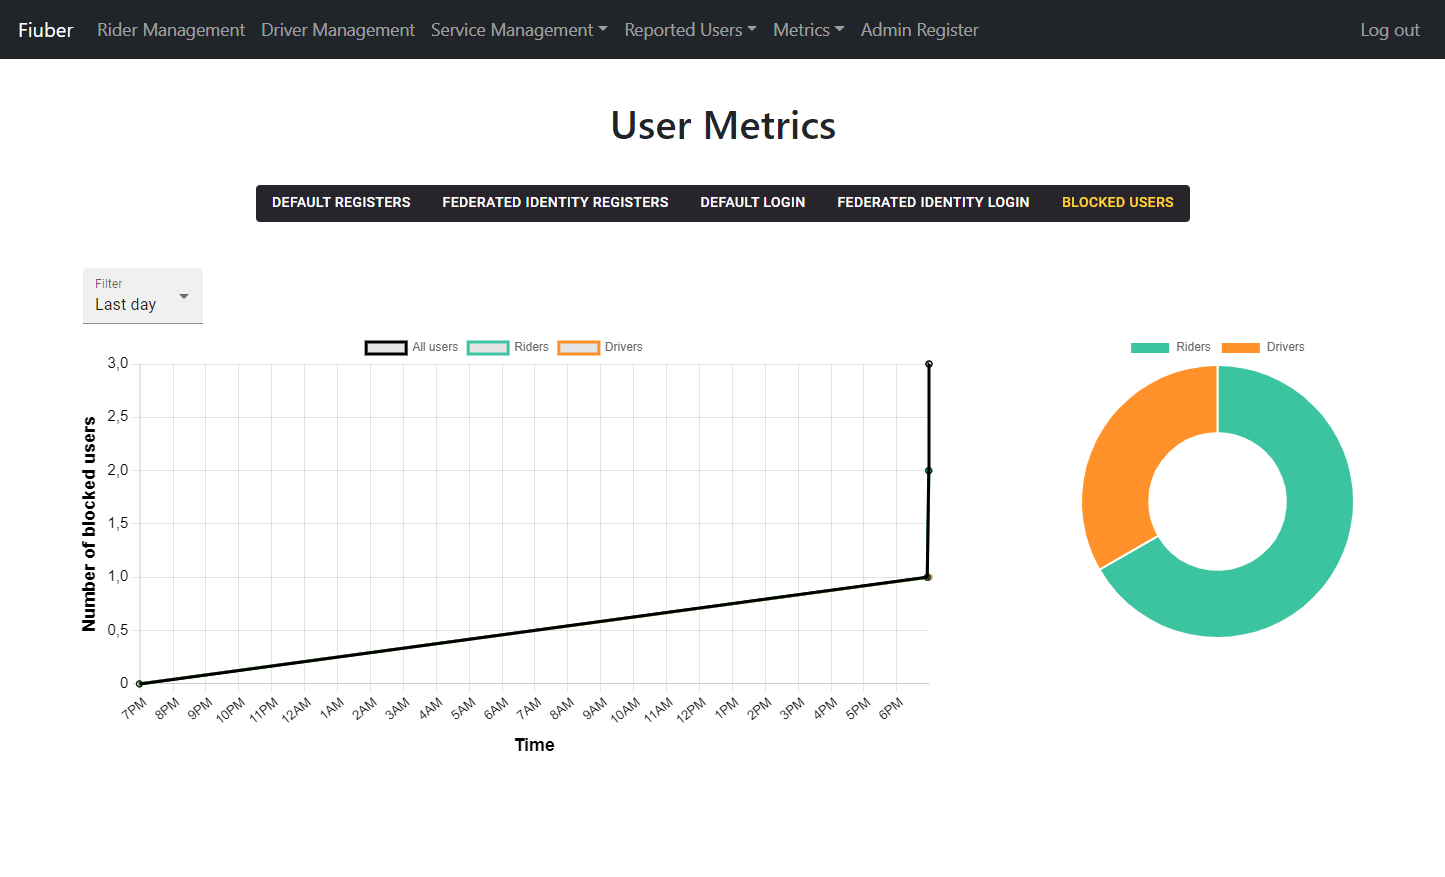 Fiuber Rider Management Driver Management Service Management Reported Users Metrics Admin Register Log out
User Metrics
DEFAULT REGISTERS FEDERATED IDENTITY REGISTERS DEFAULT LOGIN FEDERATED IDENTITY LOGIN BLOCKED USERS
Filter
Last day
All users Riders Drivers
Number of blocked users
3,0
2,5
2,0
1,5
1,0
0,5
0
7PM 8PM 9PM 10PM 11PM 12AM 1AM 2AM 3AM 4AM 5AM 6AM 7AM 8AM 9AM 10AM 11AM 12PM 1PM 2PM 3PM 4PM 5PM 6PM
Time
Riders Drivers